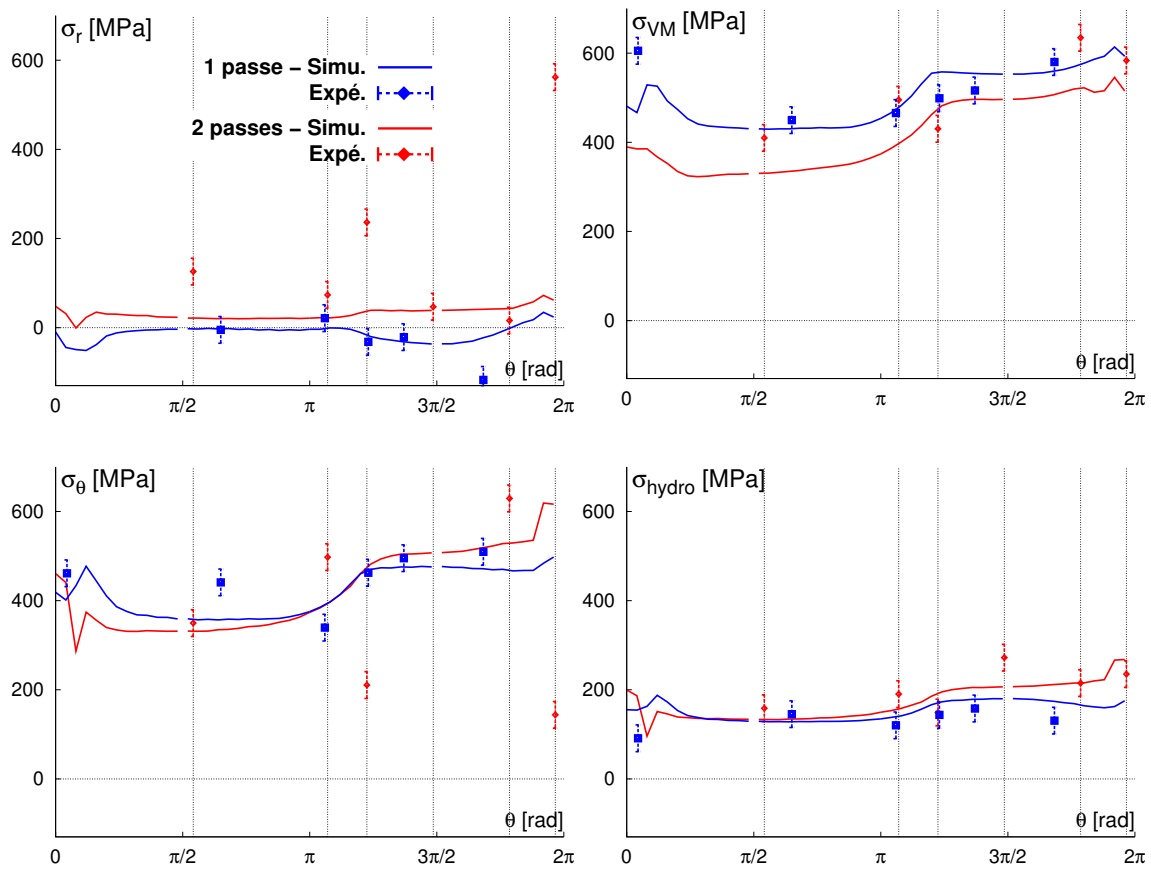 σr [MPa]
600
400
200
0
1 passe − Simu.
Expé.
2 passes − Simu.
Expé.
θ [rad]
0 π/2 π 3π/2 2π
σVM [MPa]
600
400
200
0
θ [rad]
0 π/2 π 3π/2 2π
σθ [MPa]
600
400
200
0
θ [rad]
0 π/2 π 3π/2 2π
σhydro [MPa]
600
400
200
0
θ [rad]
0 π/2 π 3π/2 2π